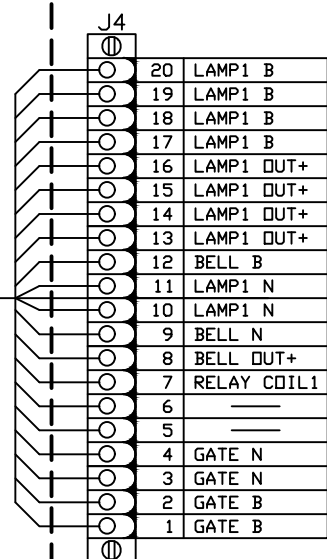 J4
20 LAMP1 B
19 LAMP1 B
18 LAMP1 B
17 LAMP1 B
16 LAMP1 OUT+
15 LAMP1 OUT+
14 LAMP1 OUT+
13 LAMP1 OUT+
12 BELL B
11 LAMP1 N
10 LAMP1 N
9 BELL N
8 BELL OUT+
7 RELAY COIL1
6
5
4 GATE N
3 GATE N
2 GATE B
1 GATE B